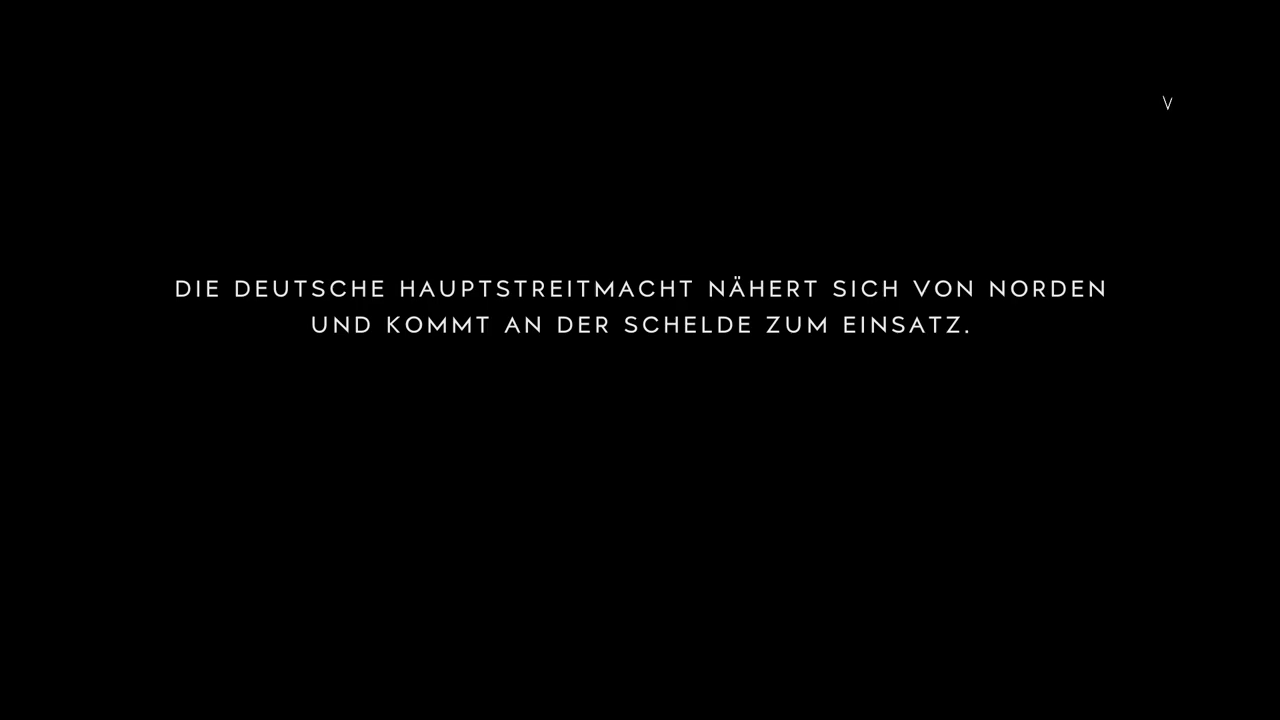 V
DIE DEUTSCHE HAUPTSTREITMACHT NÄHERT SICH VON NORDEN
UND KOMMT AN DER SCHELDE ZUM EINSATZ.